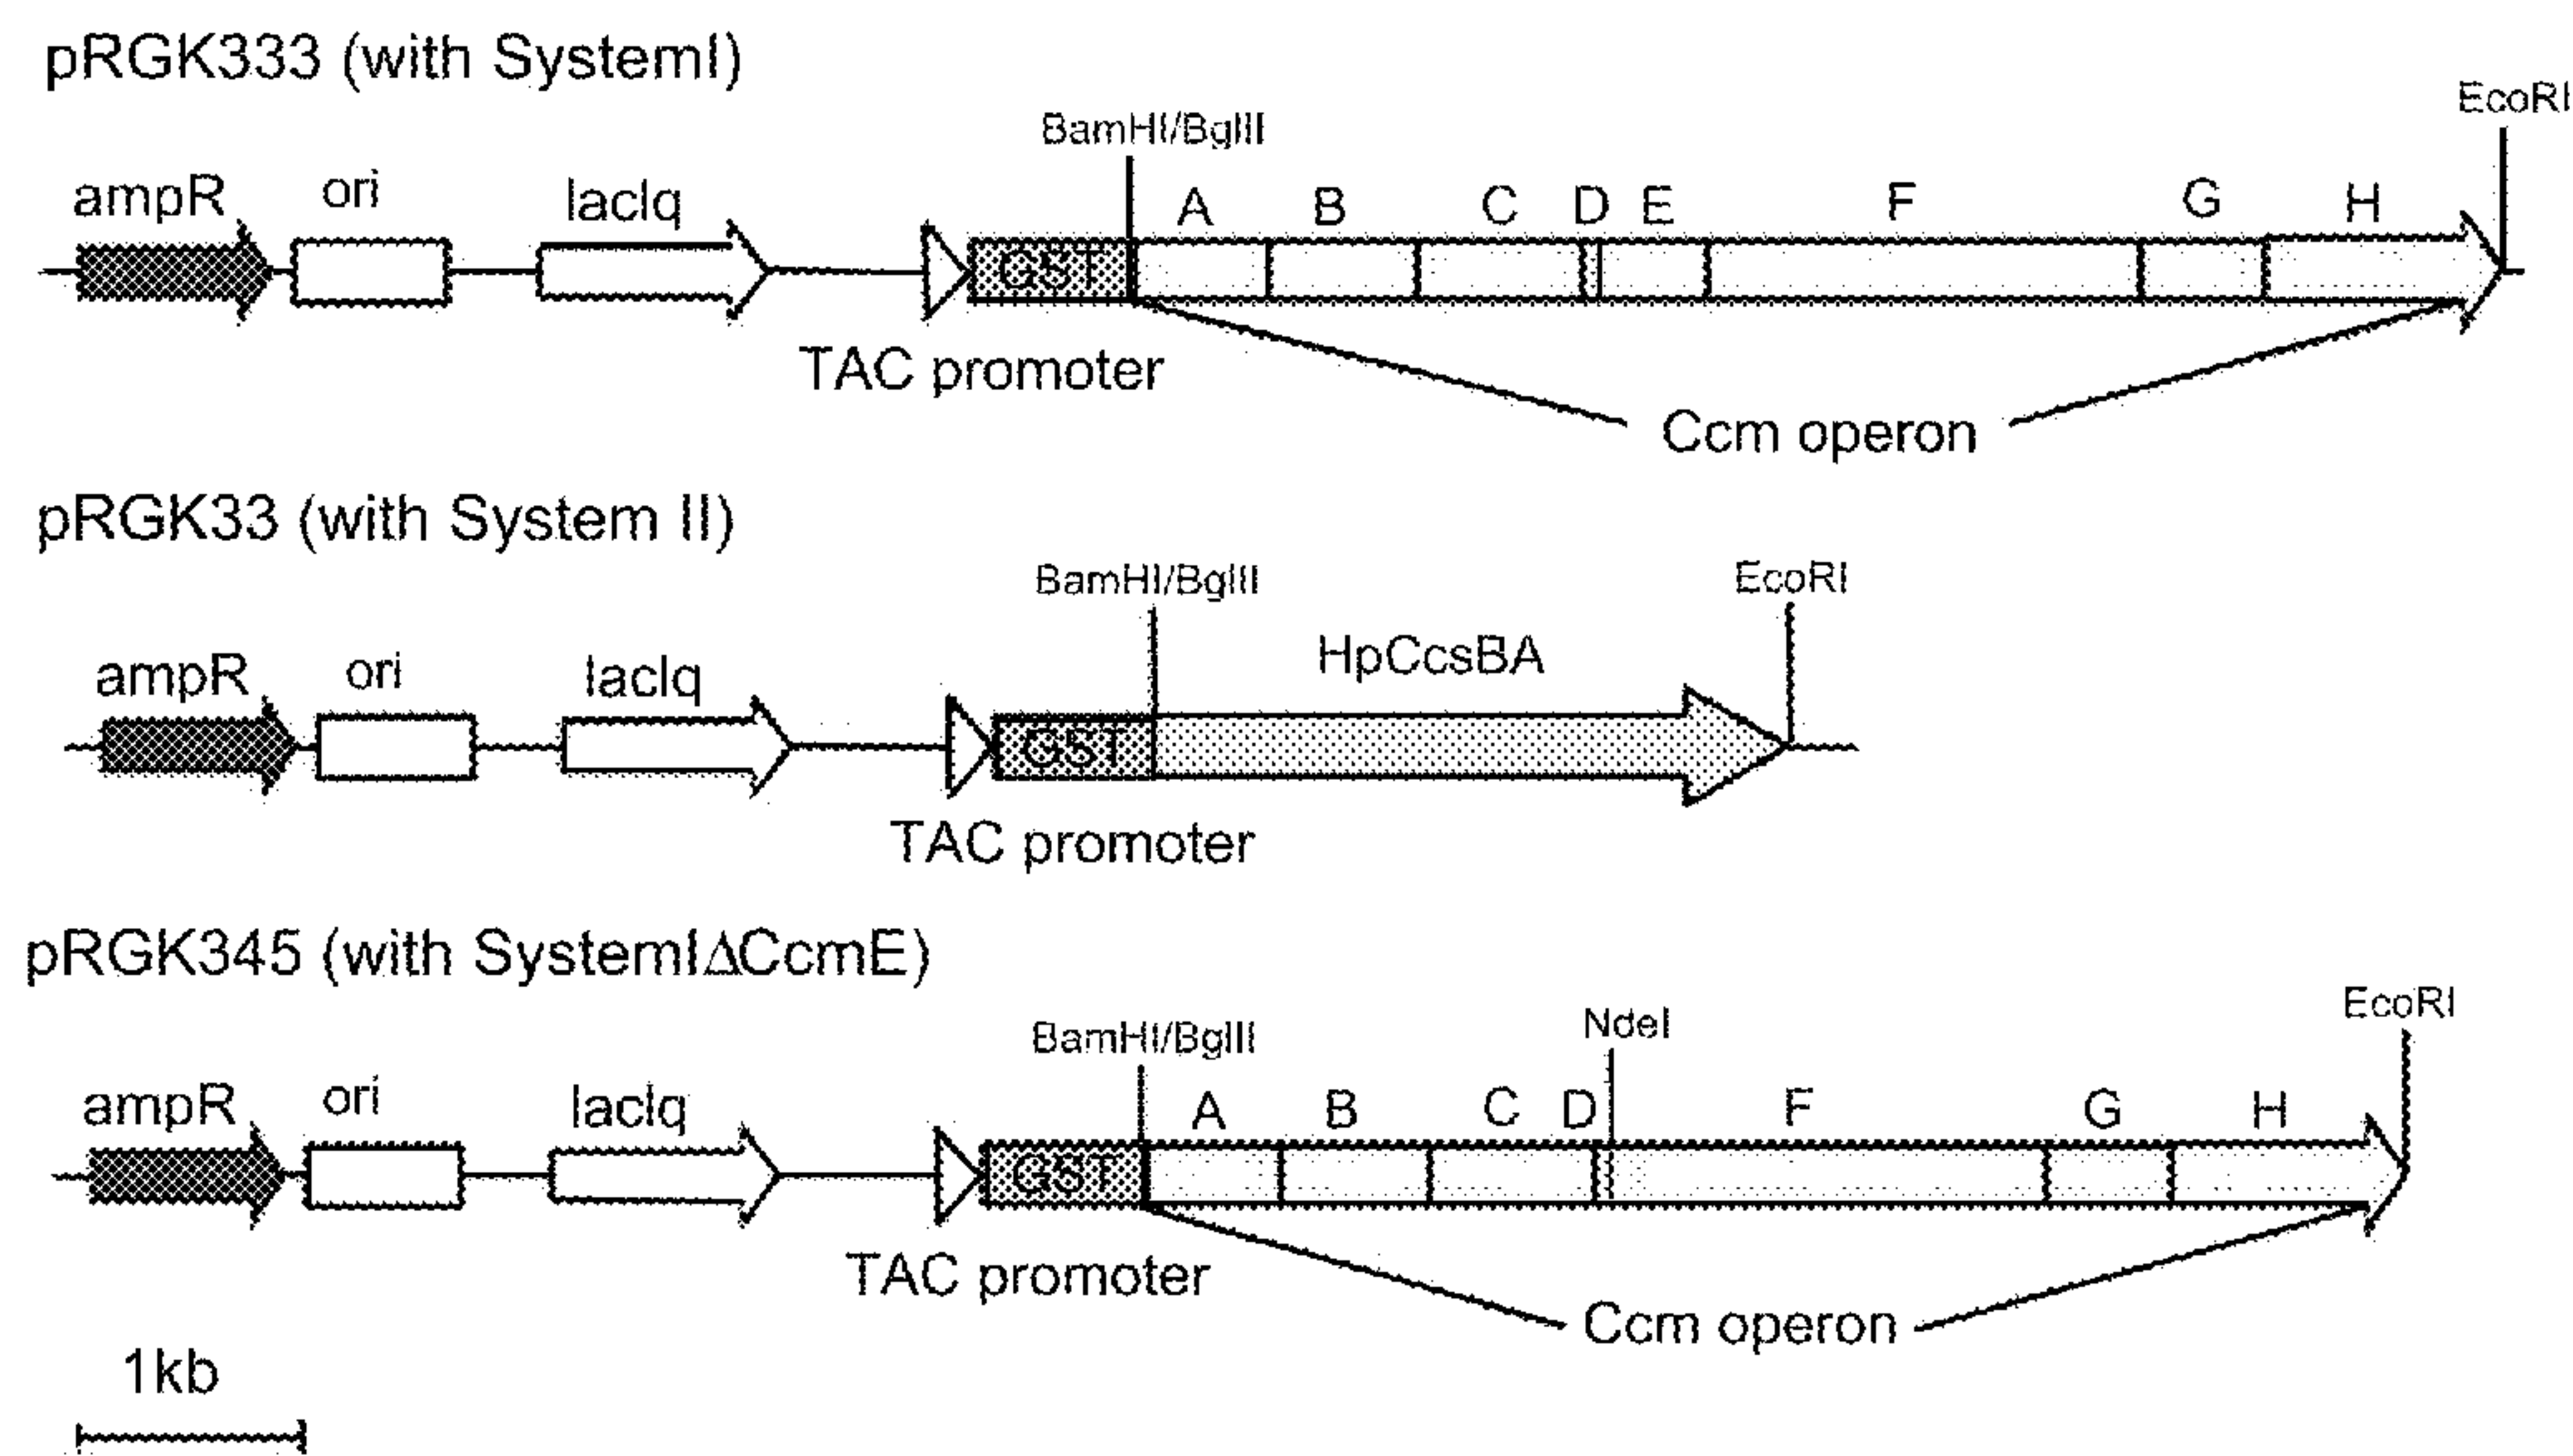 pRGK333 (with SystemI)
BamHI/BglII
EcoRI
ampR ori lacIq A B C D E F G H
GST
TAC promoter
Ccm operon
pRGK33 (with System II)
BamHI/BglII
EcoRI
ampR ori lacIq HpCcsBA
GST
TAC promoter
pRGK345 (with SystemIΔCcmE)
BamHI/BglII
NdeI
EcoRI
ampR ori lacIq A B C D F G H
GST
TAC promoter
Ccm operon
1kb